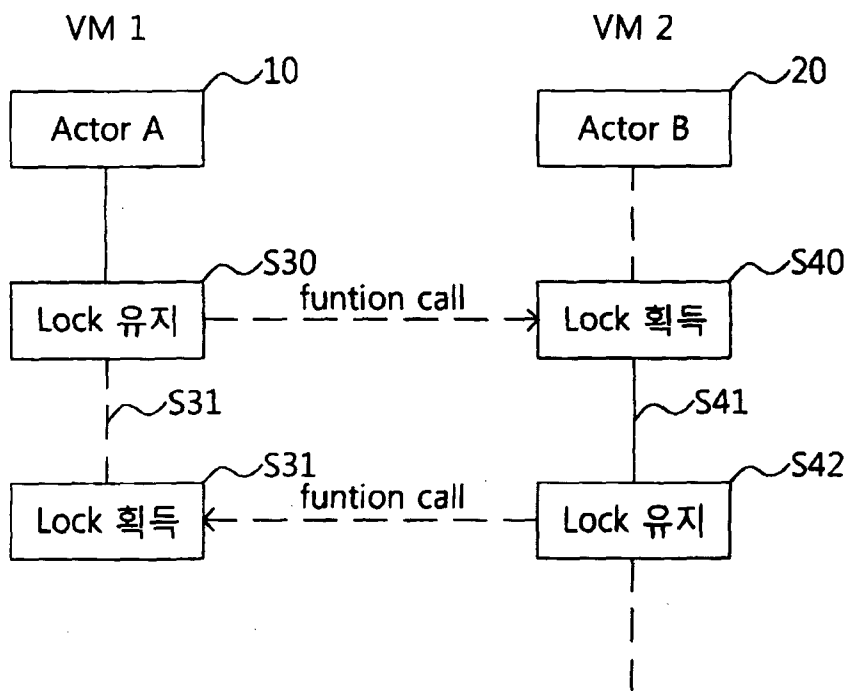 VM 1
VM 2
10
20
Actor A
Actor B
S30
S40
Lock 유지
funtion call
Lock 획득
S31
S41
S31
S42
Lock 획득
funtion call
Lock 유지